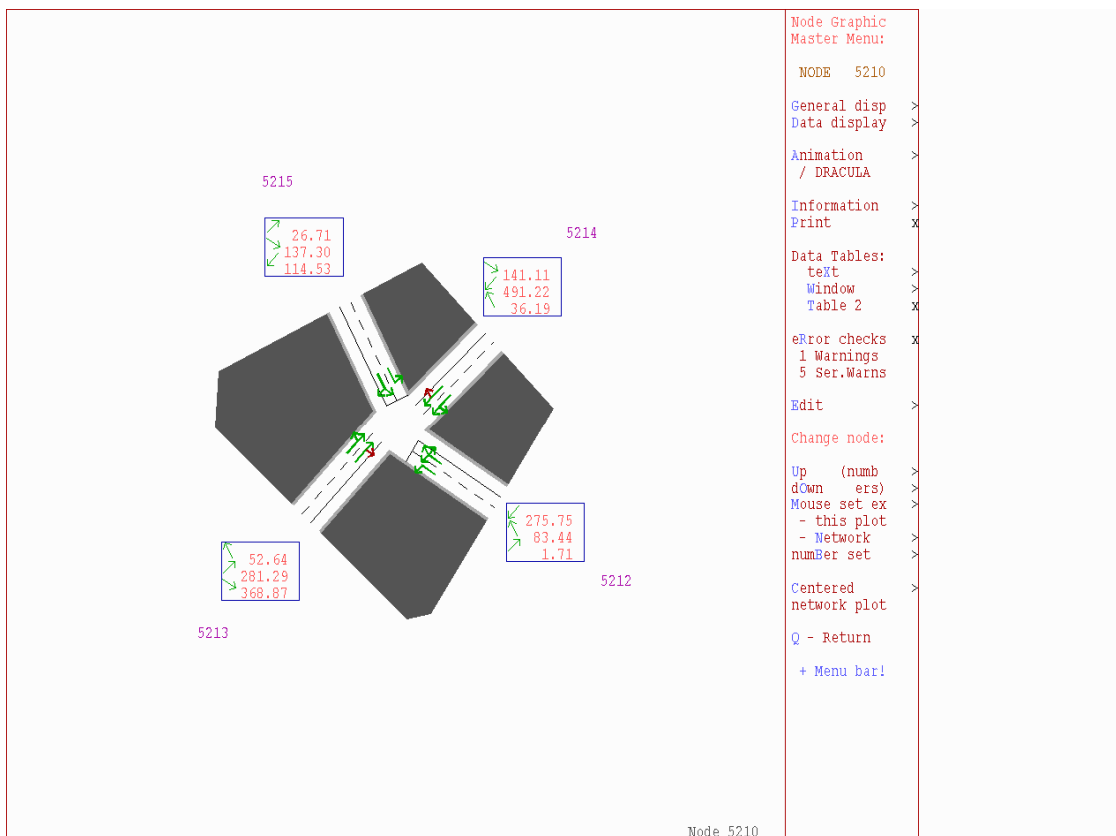 5215
26.71
137.30
114.53
5214
141.11
491.22
36.19
275.75
83.44
1.71
5212
52.64
281.29
368.87
5213
Node 5210
Node Graphic
Master Menu:
NODE 5210
General disp >
Data display >
Animation >
/ DRACULA
Information >
Print x
Data Tables:
teXt >
Window >
Table 2 x
eRror checks x
1 Warnings
5 Ser.Warns
Edit >
Change node:
Up (numb >
dOwn ers) >
Mouse set ex >
- this plot
- Network >
numBer set >
Centered >
network plot
Q - Return
+ Menu bar!